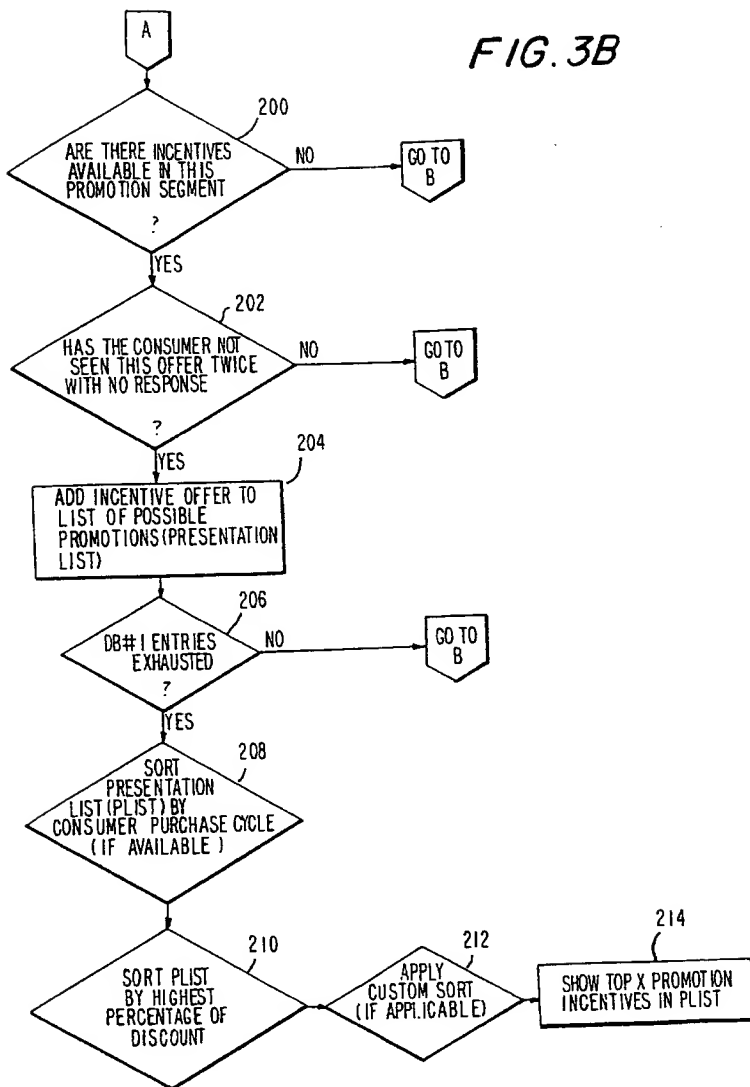 FIG. 3B
A
200
ARE THERE INCENTIVES
AVAILABLE IN THIS
PROMOTION SEGMENT
?
NO
GO TO
B
YES
202
HAS THE CONSUMER NOT
SEEN THIS OFFER TWICE
WITH NO RESPONSE
?
NO
GO TO
B
YES
204
ADD INCENTIVE OFFER TO
LIST OF POSSIBLE
PROMOTIONS (PRESENTATION
LIST)
206
DB#1 ENTRIES
EXHAUSTED
?
NO
GO TO
B
YES
208
SORT
PRESENTATION
LIST (PLIST) BY
CONSUMER PURCHASE CYCLE
(IF AVAILABLE)
210
SORT PLIST
BY HIGHEST
PERCENTAGE OF
DISCOUNT
212
APPLY
CUSTOM SORT
(IF APPLICABLE)
214
SHOW TOP X PROMOTION
INCENTIVES IN PLIST